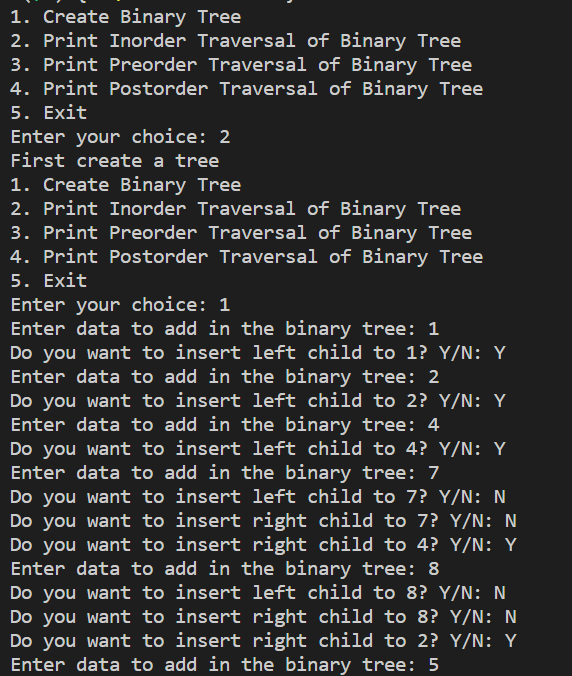 1. Create Binary Tree
2. Print Inorder Traversal of Binary Tree
3. Print Preorder Traversal of Binary Tree
4. Print Postorder Traversal of Binary Tree
5. Exit
Enter your choice: 2
First create a tree
1. Create Binary Tree
2. Print Inorder Traversal of Binary Tree
3. Print Preorder Traversal of Binary Tree
4. Print Postorder Traversal of Binary Tree
5. Exit
Enter your choice: 1
Enter data to add in the binary tree: 1
Do you want to insert left child to 1? Y/N: Y
Enter data to add in the binary tree: 2
Do you want to insert left child to 2? Y/N: Y
Enter data to add in the binary tree: 4
Do you want to insert left child to 4? Y/N: Y
Enter data to add in the binary tree: 7
Do you want to insert left child to 7? Y/N: N
Do you want to insert right child to 7? Y/N: N
Do you want to insert right child to 4? Y/N: Y
Enter data to add in the binary tree: 8
Do you want to insert left child to 8? Y/N: N
Do you want to insert right child to 8? Y/N: N
Do you want to insert right child to 2? Y/N: Y
Enter data to add in the binary tree: 5